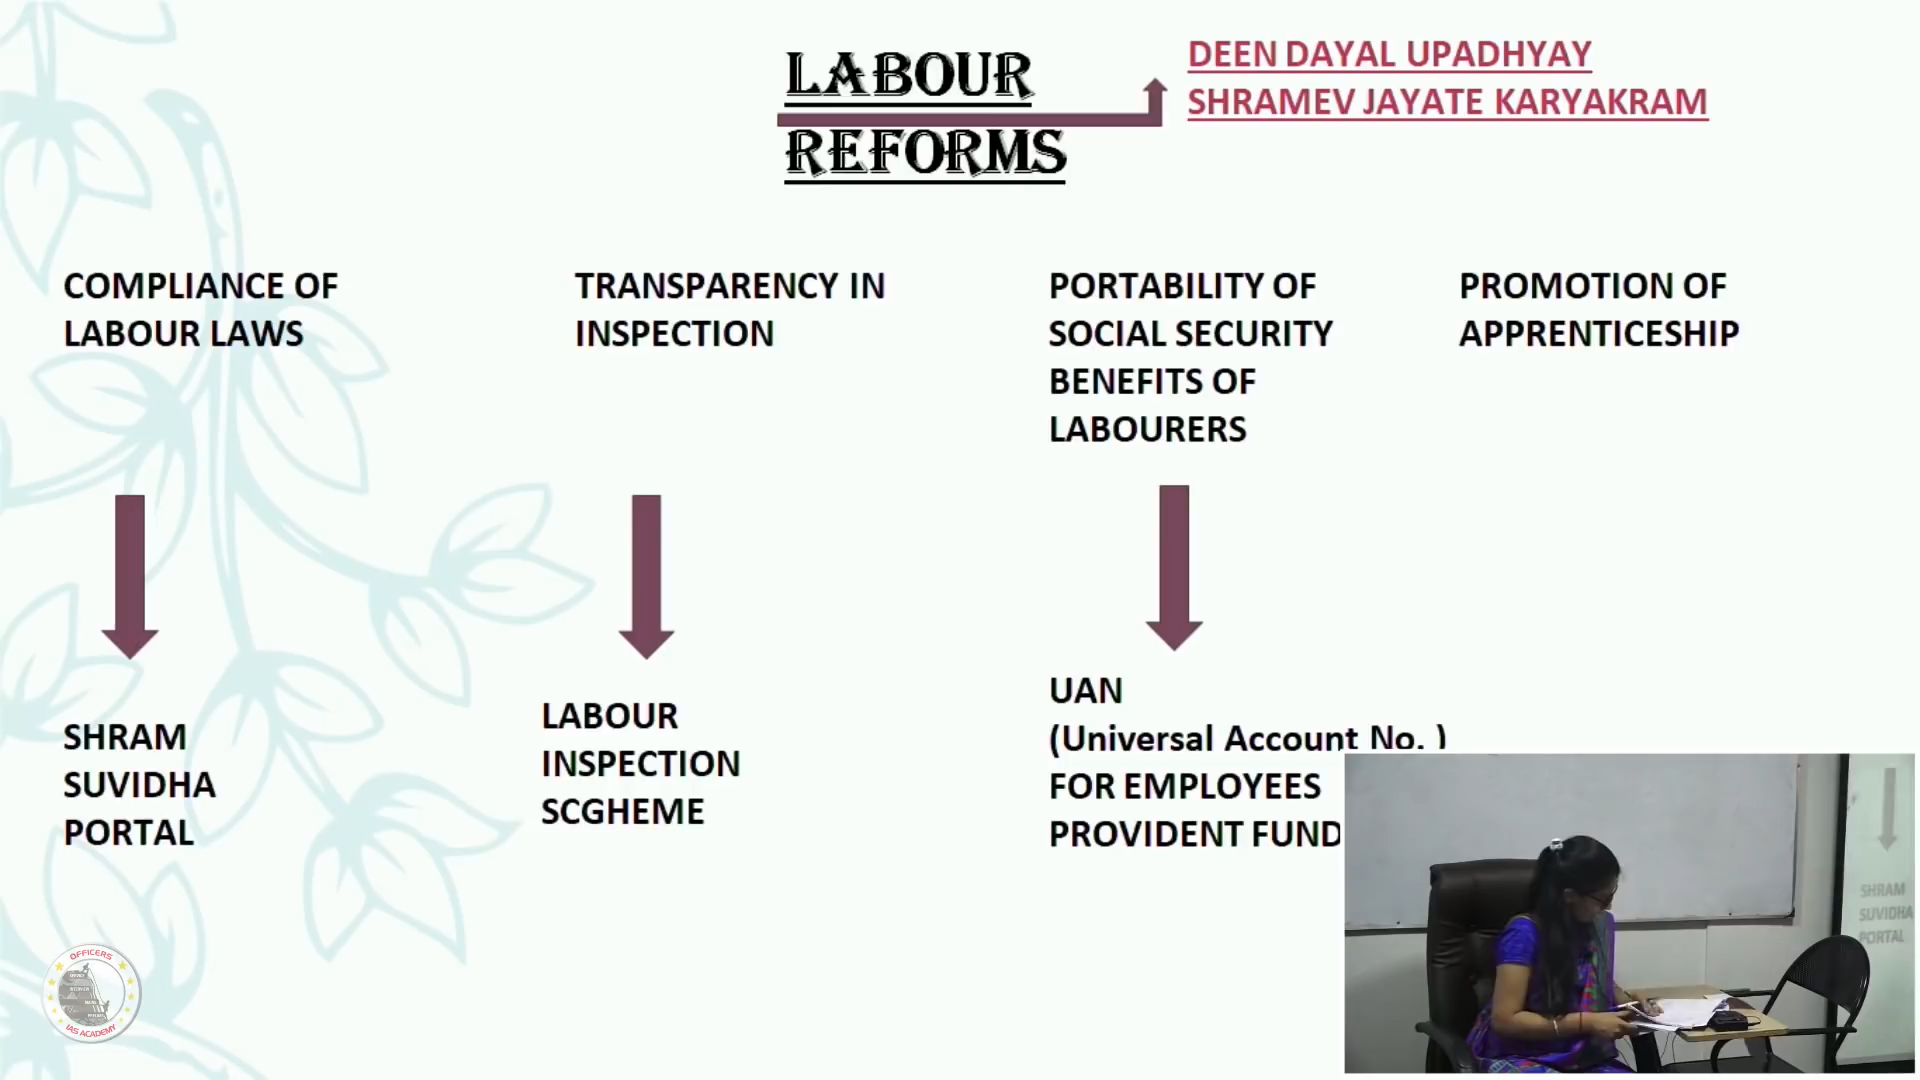 LABOUR
REFORMS
DEEN DAYAL UPADHYAY
SHRAMEV JAYATE KARYAKRAM
COMPLIANCE OF
LABOUR LAWS
TRANSPARENCY IN
INSPECTION
PORTABILITY OF
SOCIAL SECURITY
BENEFITS OF
LABOURERS
PROMOTION OF
APPRENTICESHIP
SHRAM
SUVIDHA
PORTAL
LABOUR
INSPECTION
SCGHEME
UAN
(Universal Account No. )
FOR EMPLOYEES
PROVIDENT FUND
SHRAM
SUVIDHA
PORTAL
OFFICERS
IAS ACADEMY